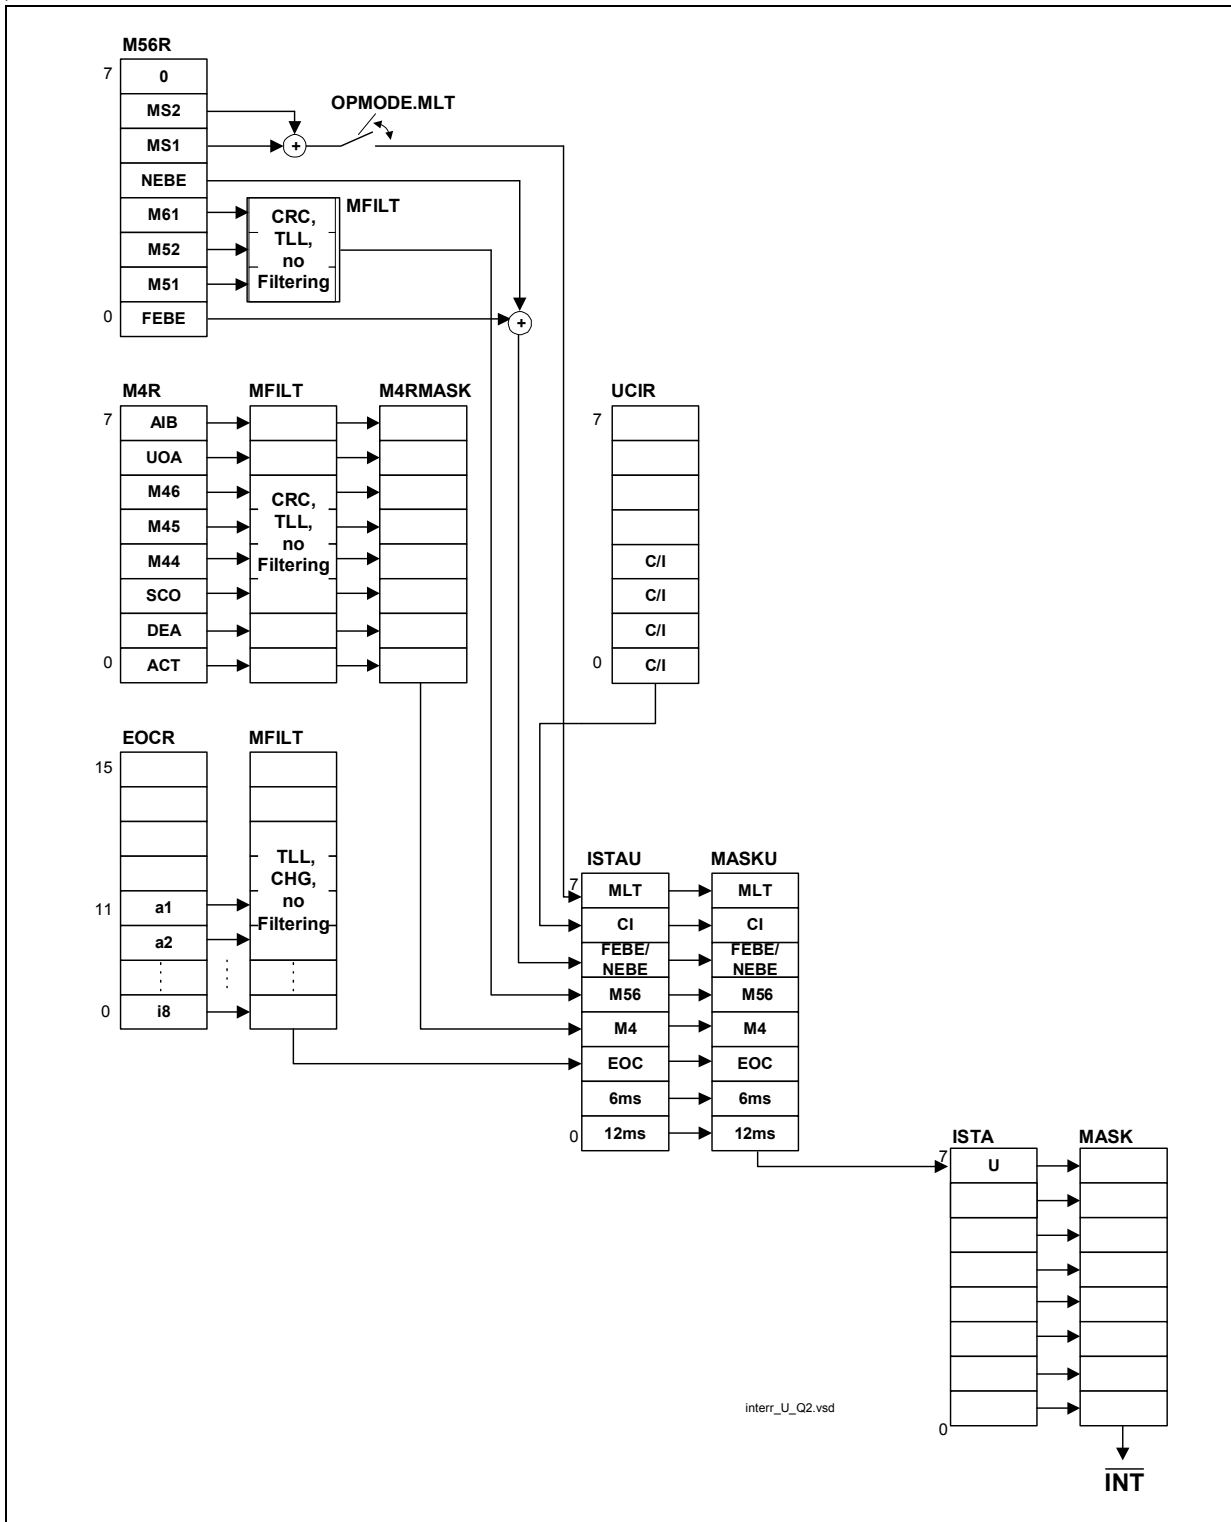 M56R
7
0
MS2
OPMODE.MLT
MS1
+
NEBE
M61
M52
M51
CRC,
TLL,
no
Filtering
MFILT
0
FEBE
+
M4R
MFILT
M4RMASK
UCIR
7
AIB
UOA
M46
M45
M44
SCO
DEA
0
ACT
CRC,
TLL,
no
Filtering
7
C/I
C/I
C/I
0
C/I
EOCR
MFILT
15
11
a1
a2
0
i8
TLL,
CHG,
no
Filtering
ISTAU
MASKU
7
MLT
MLT
CI
CI
FEBE/
NEBE
FEBE/
NEBE
M56
M56
M4
M4
EOC
EOC
6ms
6ms
0
12ms
12ms
ISTA
MASK
7
U
0
interr_U_Q2.vsd
INT